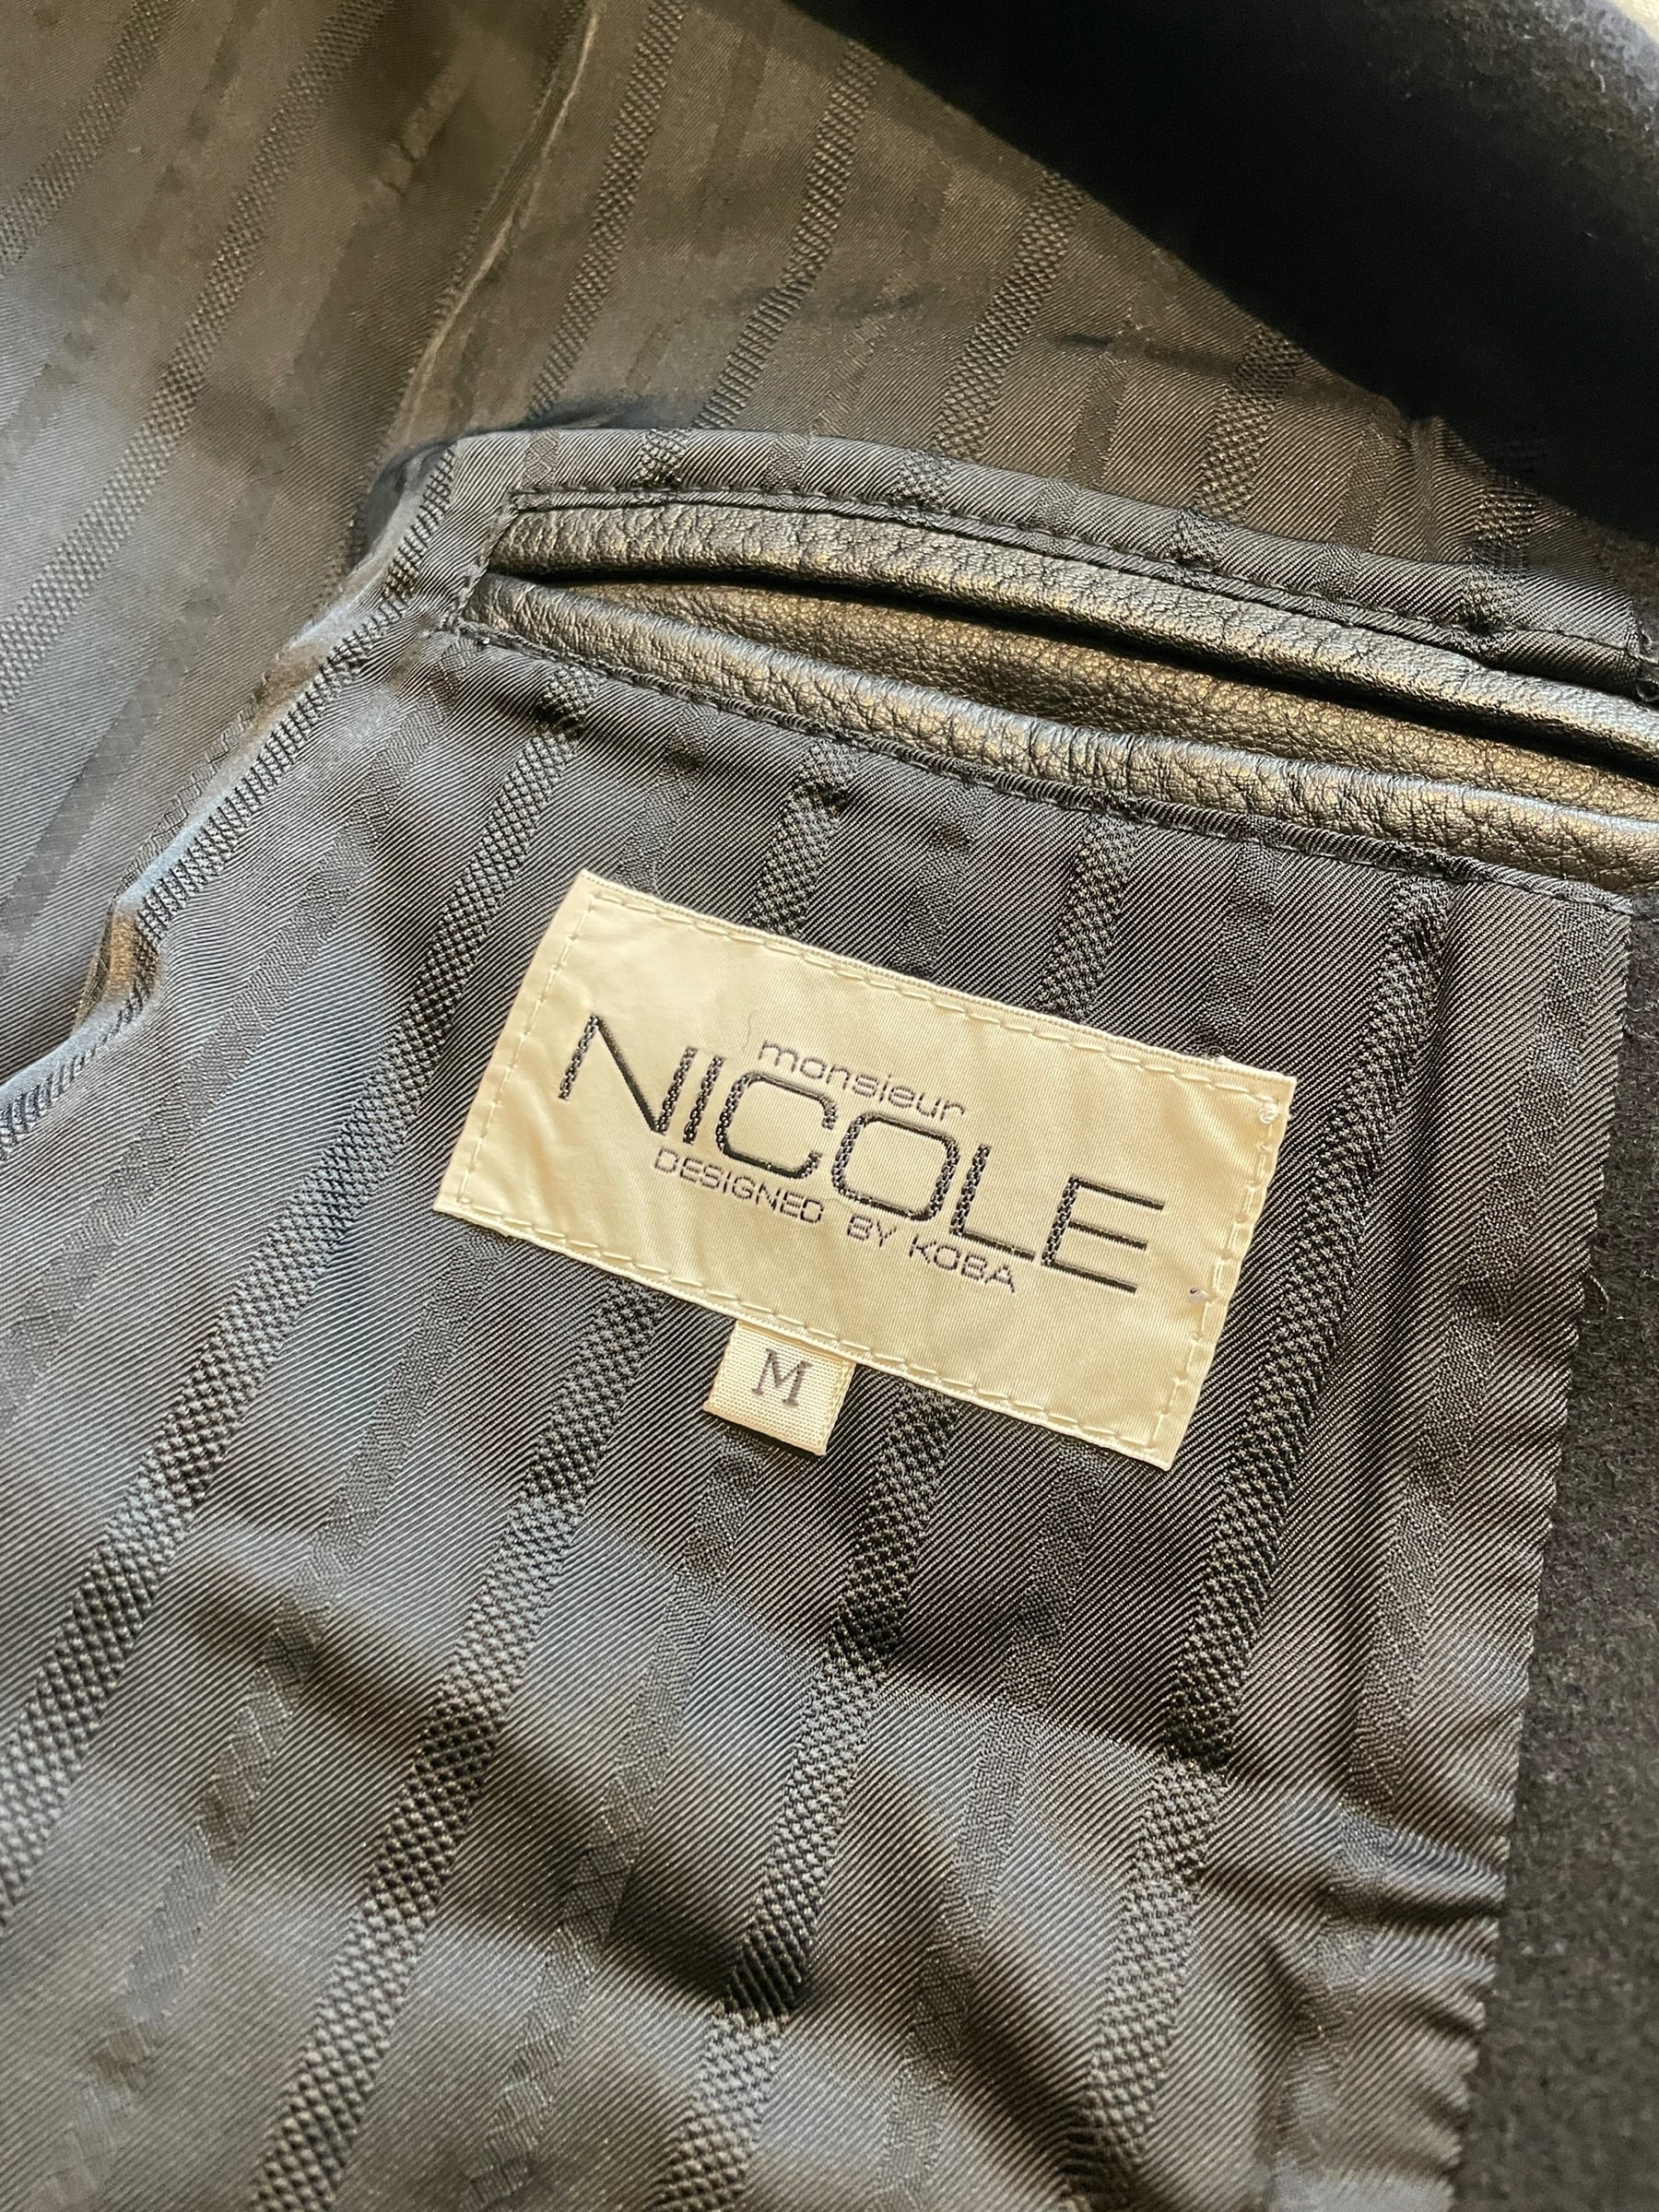 monsieur
NICOLE
DESIGNED BY KOBA
M